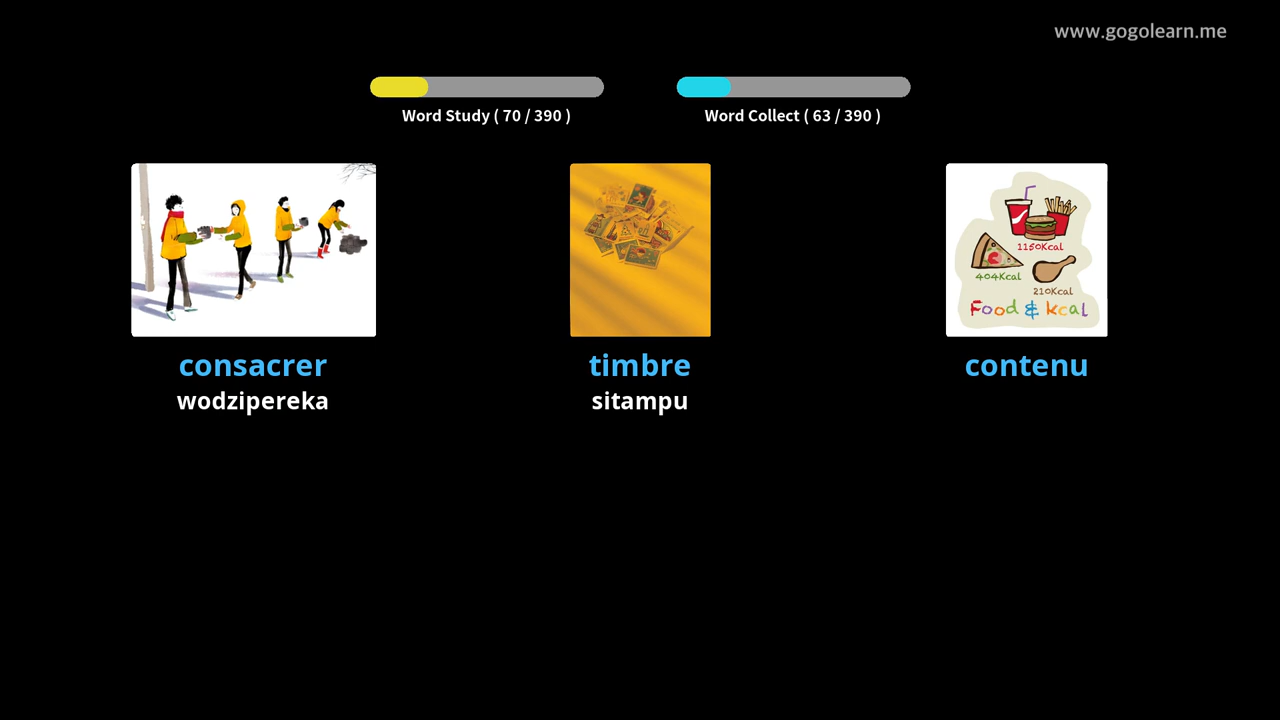 www.gogolearn.me
Word Study ( 70 / 390 )
Word Collect ( 63 / 390 )
1150Kcal
404Kcal
210Kcal
Food & kcal
consacrer
timbre
contenu
wodzipereka
sitampu